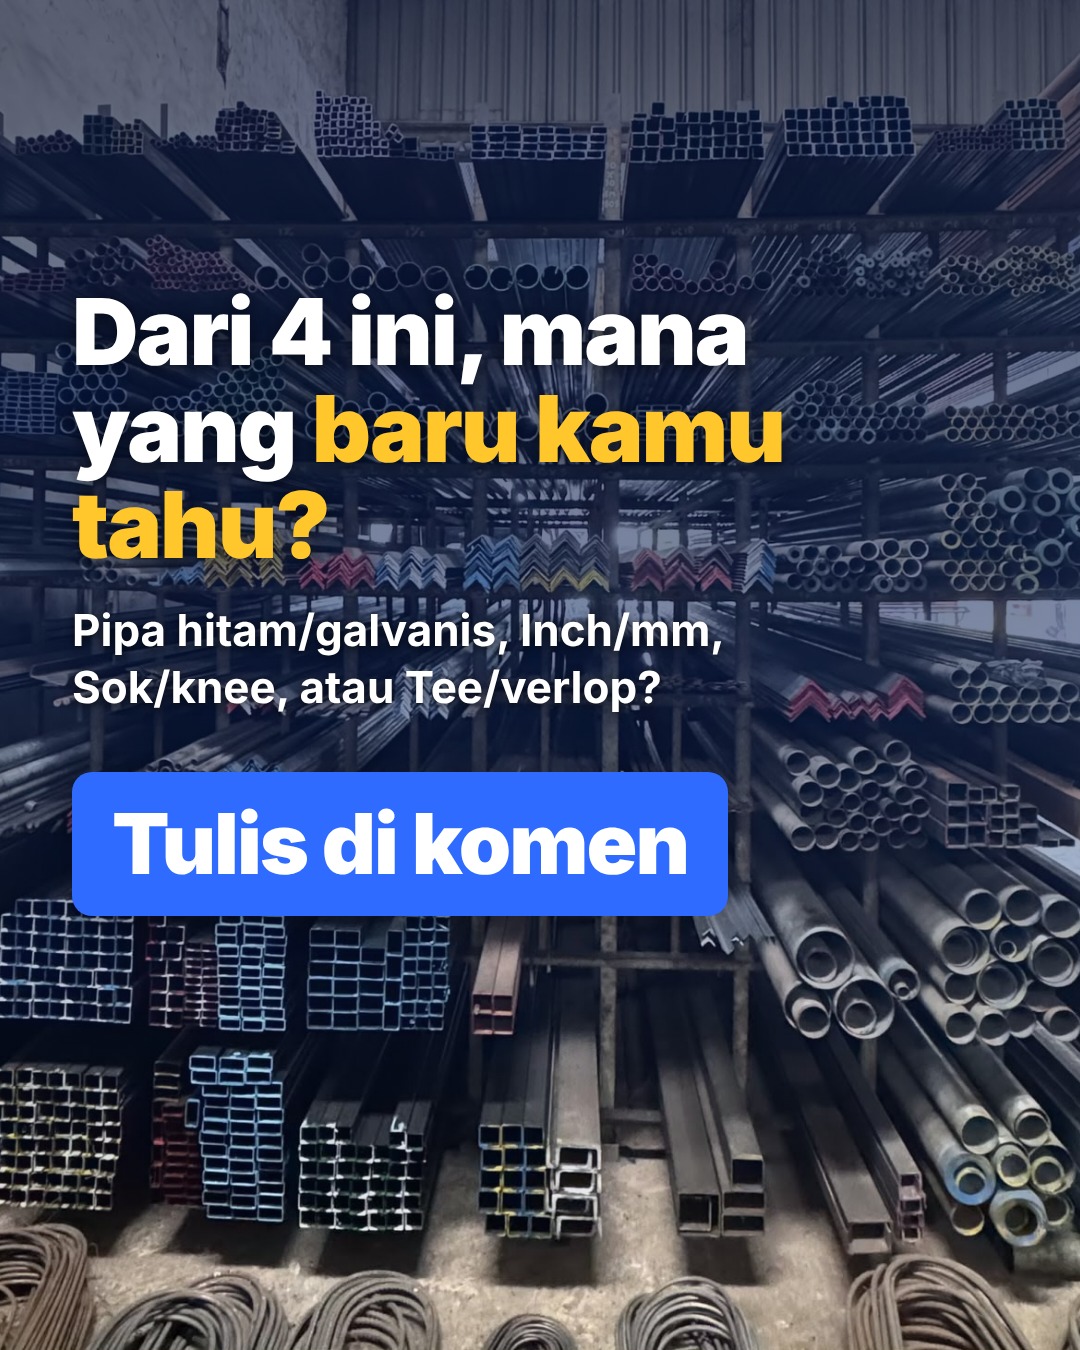 Dari 4 ini, mana
yang baru kamu
tahu?
Pipa hitam/galvanis, Inch/mm,
Sok/knee, atau Tee/verlop?
Tulis di komen